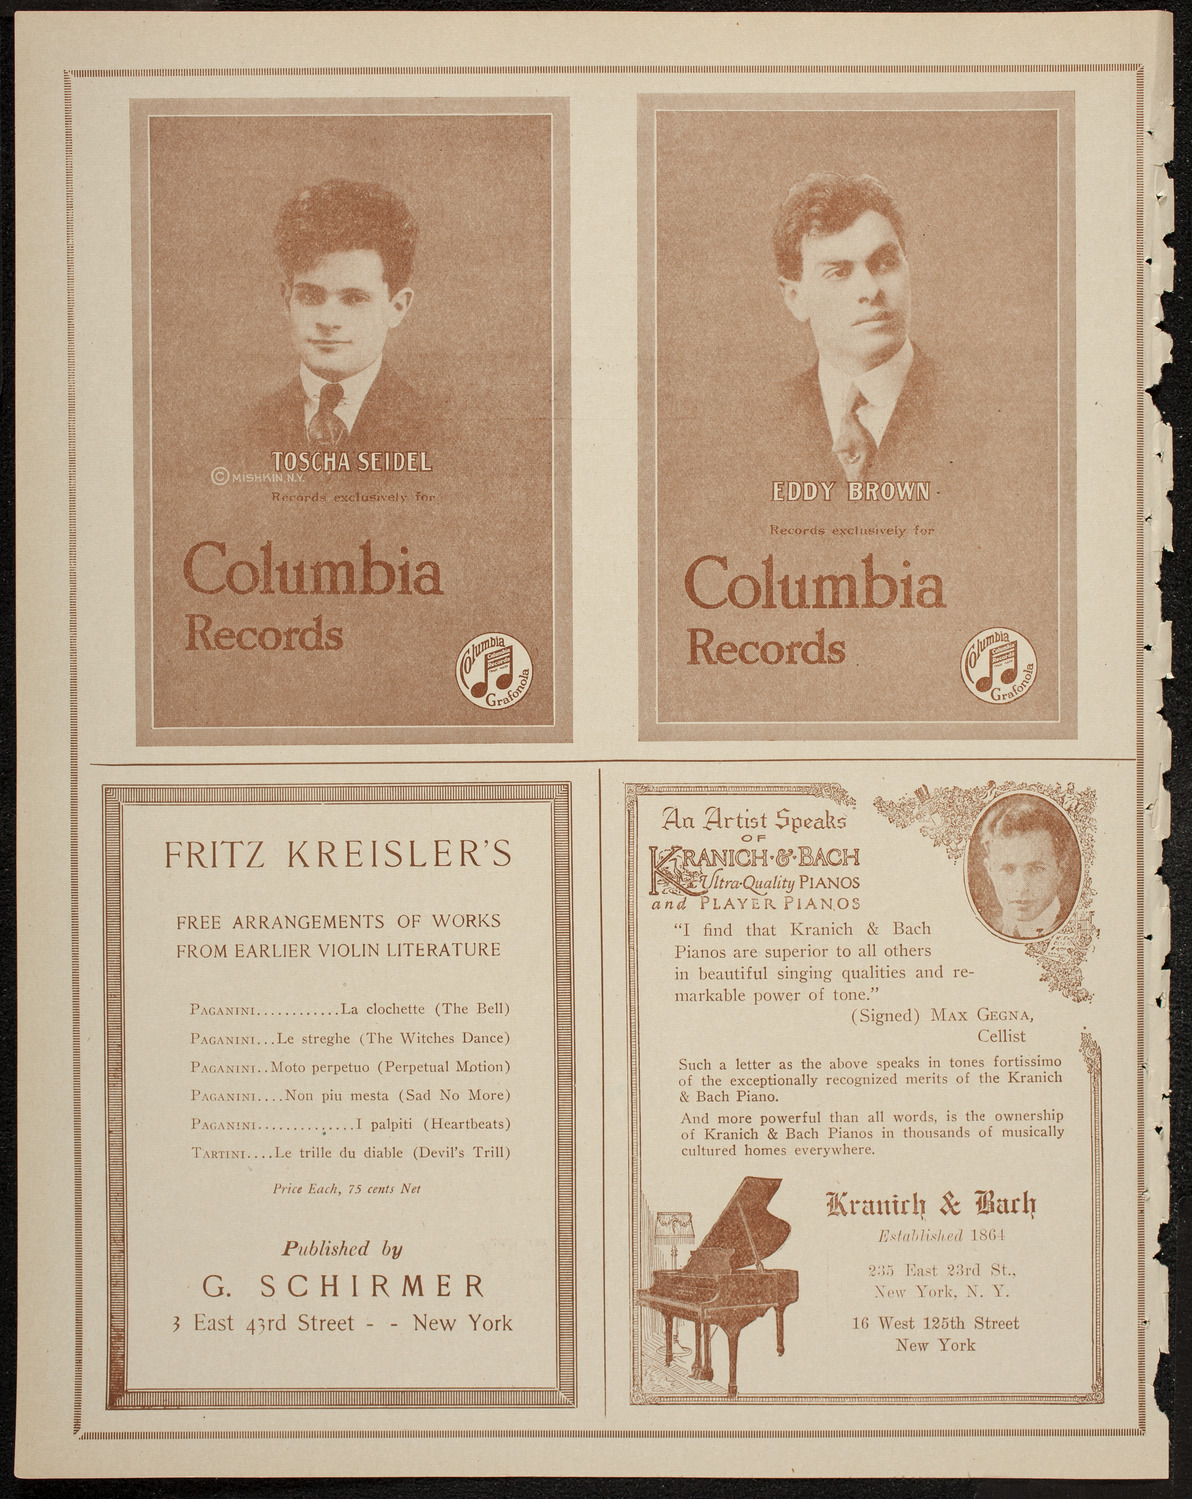 TOSCHA SEIDEL
© MISHKIN, N.Y.
Records exclusively for
Columbia
Records
Columbia
Columbia
Records
Grafonola
EDDY BROWN
Records exclusively for
Columbia
Records
Columbia
Columbia
Records
Grafonola
FRITZ KREISLER'S
FREE ARRANGEMENTS OF WORKS
FROM EARLIER VIOLIN LITERATURE
PAGANINI............La clochette (The Bell)
PAGANINI...Le streghe (The Witches Dance)
PAGANINI..Moto perpetuo (Perpetual Motion)
PAGANINI....Non piu mesta (Sad No More)
PAGANINI..............I palpiti (Heartbeats)
TARTINI....Le trille du diable (Devil's Trill)
Price Each, 75 cents Net
Published by
G. SCHIRMER
3 East 43rd Street - - New York
An Artist Speaks
OF
KRANICH·&·BACH
Ultra-Quality PIANOS
and PLAYER PIANOS
"I find that Kranich & Bach
Pianos are superior to all others
in beautiful singing qualities and re-
markable power of tone."
(Signed) MAX GEGNA,
Cellist
Such a letter as the above speaks in tones fortissimo
of the exceptionally recognized merits of the Kranich
& Bach Piano.
And more powerful than all words, is the ownership
of Kranich & Bach Pianos in thousands of musically
cultured homes everywhere.
Kranich & Bach
Established 1864
235 East 23rd St.,
New York, N. Y.
16 West 125th Street
New York